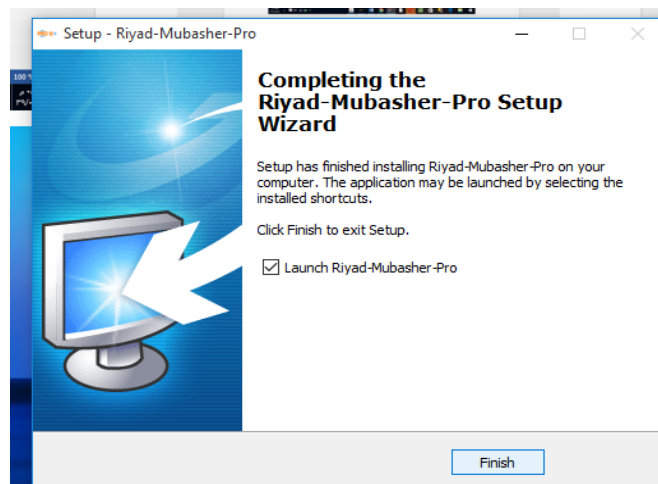 Setup - Riyad-Mubasher-Pro
100 %
Completing the
Riyad-Mubasher-Pro Setup
Wizard
Setup has finished installing Riyad-Mubasher-Pro on your
computer. The application may be launched by selecting the
installed shortcuts.
Click Finish to exit Setup.
Launch Riyad-Mubasher-Pro
Finish